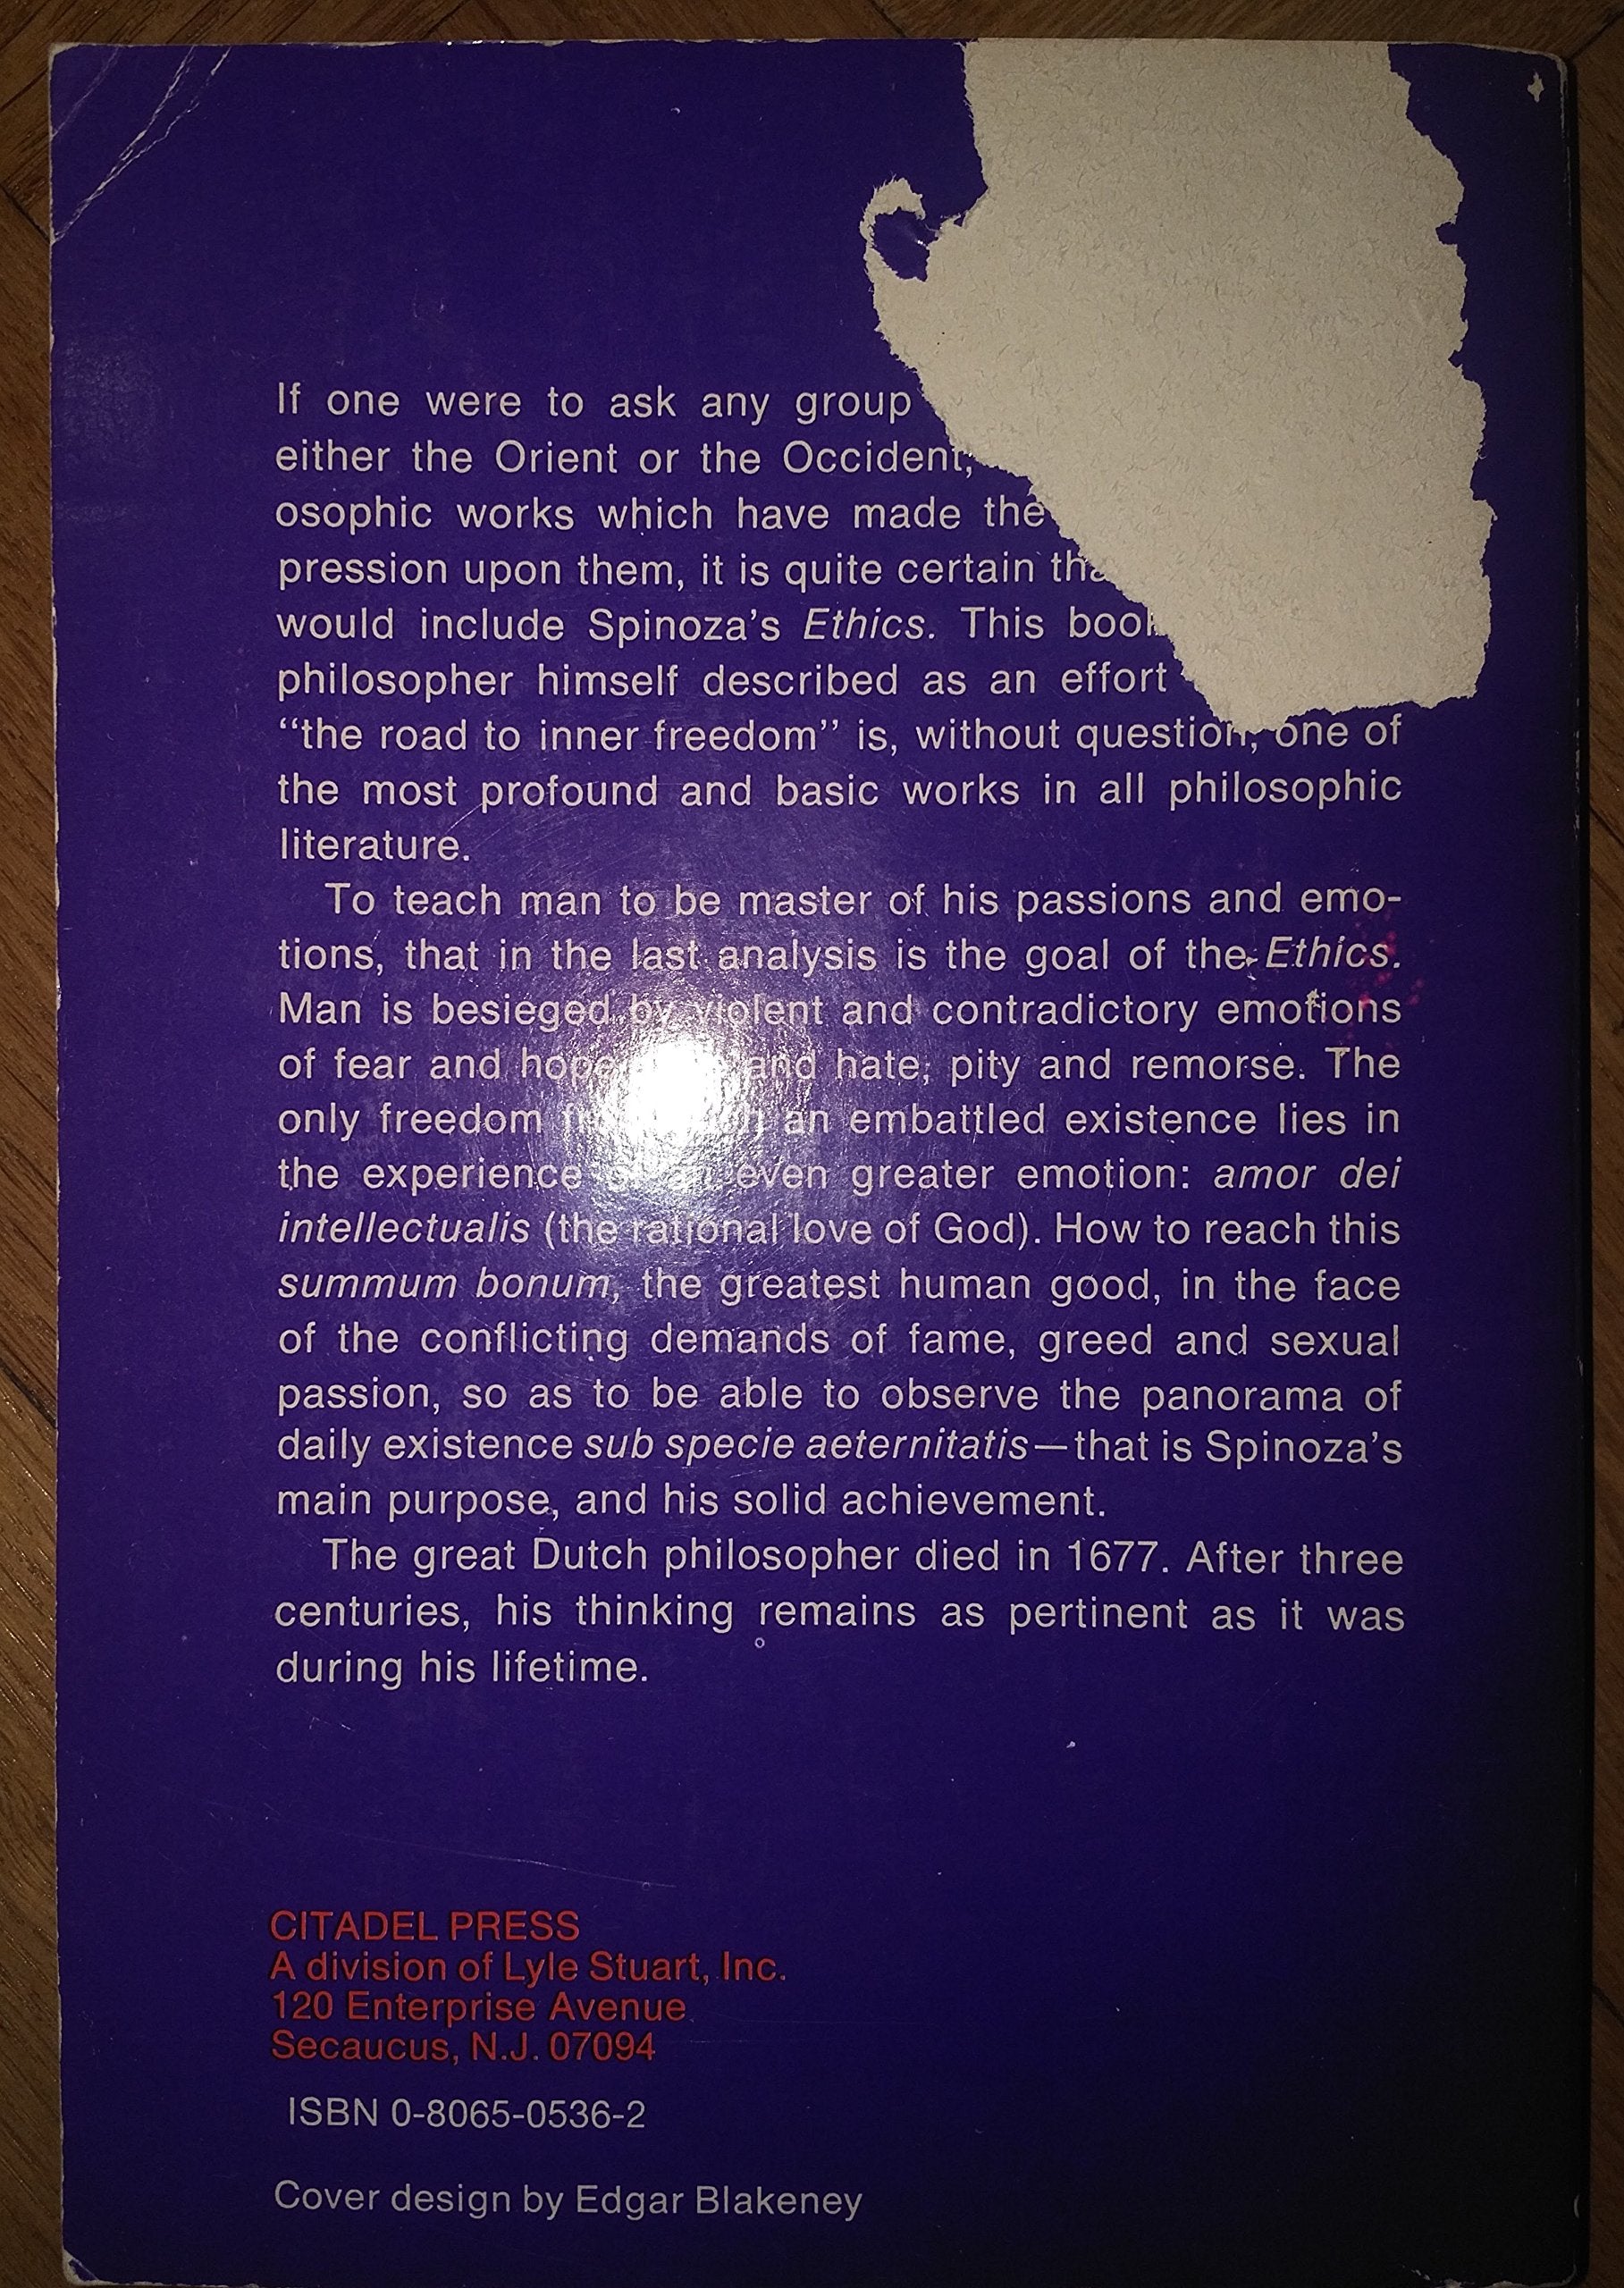 If one were to ask any group
either the Orient or the Occident,
osophic works which have made the
pression upon them, it is quite certain
would include Spinoza's Ethics. This
philosopher himself described as an effort
“the road to inner freedom” is, without question, one of
the most profound and basic works in all philosophic
literature.
To teach man to be master of his passions and emo-
tions, that in the last analysis is the goal of the Ethics.
Man is besieged by violent and contradictory emotions
of fear and hope and hate, pity and remorse. The
only freedom an embattled existence lies in
the experience even greater emotion: amor dei
intellectualis (the rational love of God). How to reach this
summum bonum, the greatest human good, in the face
of the conflicting demands of fame, greed and sexual
passion, so as to be able to observe the panorama of
daily existence sub specie aeternitatis—that is Spinoza's
main purpose, and his solid achievement.
The great Dutch philosopher died in 1677. After three
centuries, his thinking remains as pertinent as it was
during his lifetime.
CITADEL PRESS
A division of Lyle Stuart, Inc.
120 Enterprise Avenue
Secaucus, N.J. 07094
ISBN 0-8065-0536-2
Cover design by Edgar Blakeney